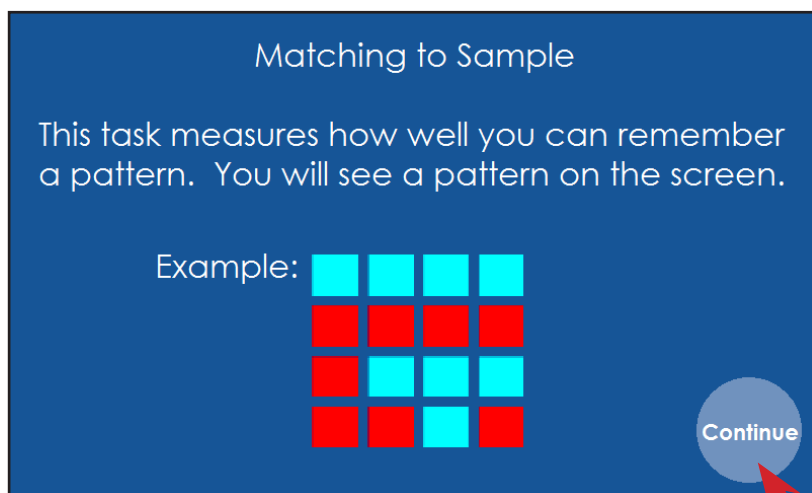 Matching to Sample
This task measures how well you can remember
a pattern.  You will see a pattern on the screen.
Example:
Continue